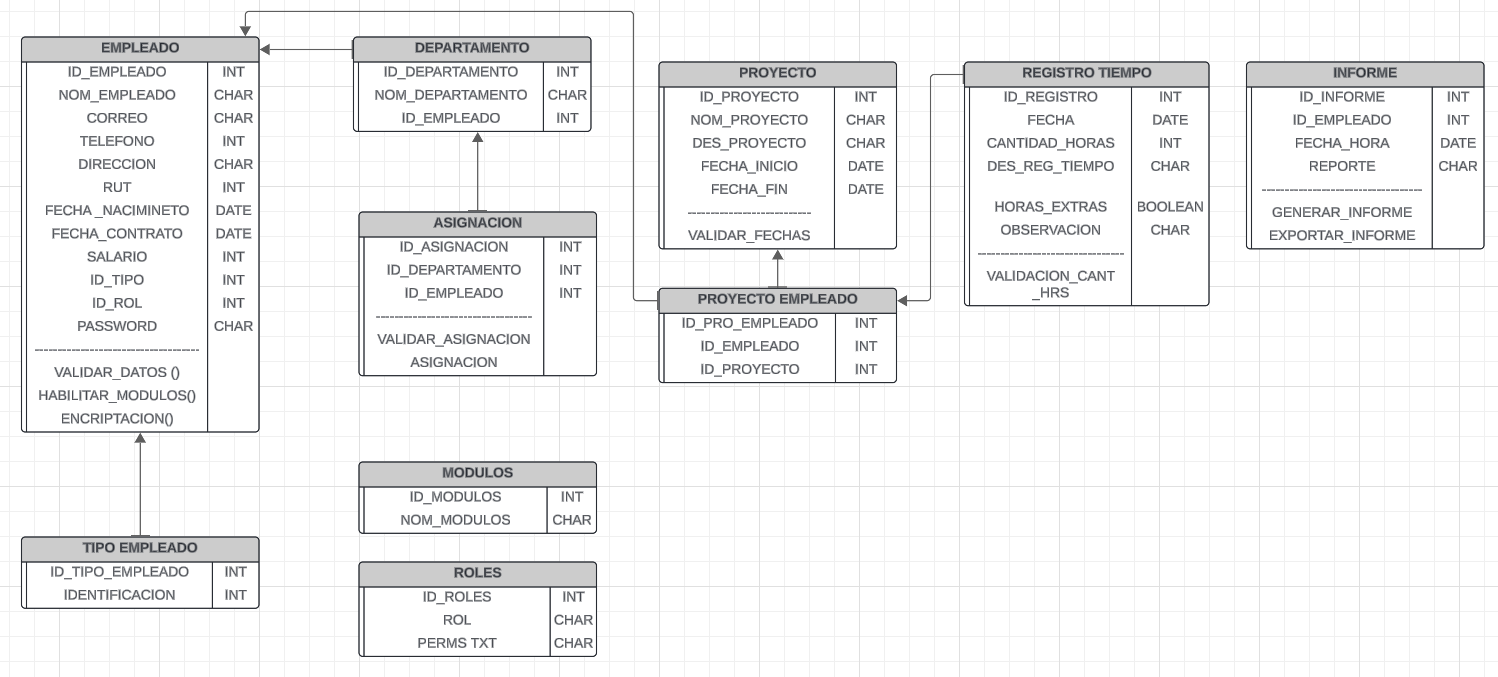 EMPLEADO
ID_EMPLEADO INT
NOM_EMPLEADO CHAR
CORREO CHAR
TELEFONO INT
DIRECCION CHAR
RUT INT
FECHA _NACIMINETO DATE
FECHA_CONTRATO DATE
SALARIO INT
ID_TIPO INT
ID_ROL INT
PASSWORD CHAR
------------------------------------
VALIDAR_DATOS ()
HABILITAR_MODULOS()
ENCRIPTACION()
TIPO EMPLEADO
ID_TIPO_EMPLEADO INT
IDENTIFICACION INT
DEPARTAMENTO
ID_DEPARTAMENTO INT
NOM_DEPARTAMENTO CHAR
ID_EMPLEADO INT
ASIGNACION
ID_ASIGNACION INT
ID_DEPARTAMENTO INT
ID_EMPLEADO INT
----------------------------------
VALIDAR_ASIGNACION
ASIGNACION
MODULOS
ID_MODULOS INT
NOM_MODULOS CHAR
ROLES
ID_ROLES INT
ROL CHAR
PERMS TXT CHAR
PROYECTO
ID_PROYECTO INT
NOM_PROYECTO CHAR
DES_PROYECTO CHAR
FECHA_INICIO DATE
FECHA_FIN DATE
---------------------------
VALIDAR_FECHAS
PROYECTO EMPLEADO
ID_PRO_EMPLEADO INT
ID_EMPLEADO INT
ID_PROYECTO INT
REGISTRO TIEMPO
ID_REGISTRO INT
FECHA DATE
CANTIDAD_HORAS INT
DES_REG_TIEMPO CHAR
HORAS_EXTRAS BOOLEAN
OBSERVACION CHAR
--------------------------------
VALIDACION_CANT
_HRS
INFORME
ID_INFORME INT
ID_EMPLEADO INT
FECHA_HORA DATE
REPORTE CHAR
-----------------------------------
GENERAR_INFORME
EXPORTAR_INFORME